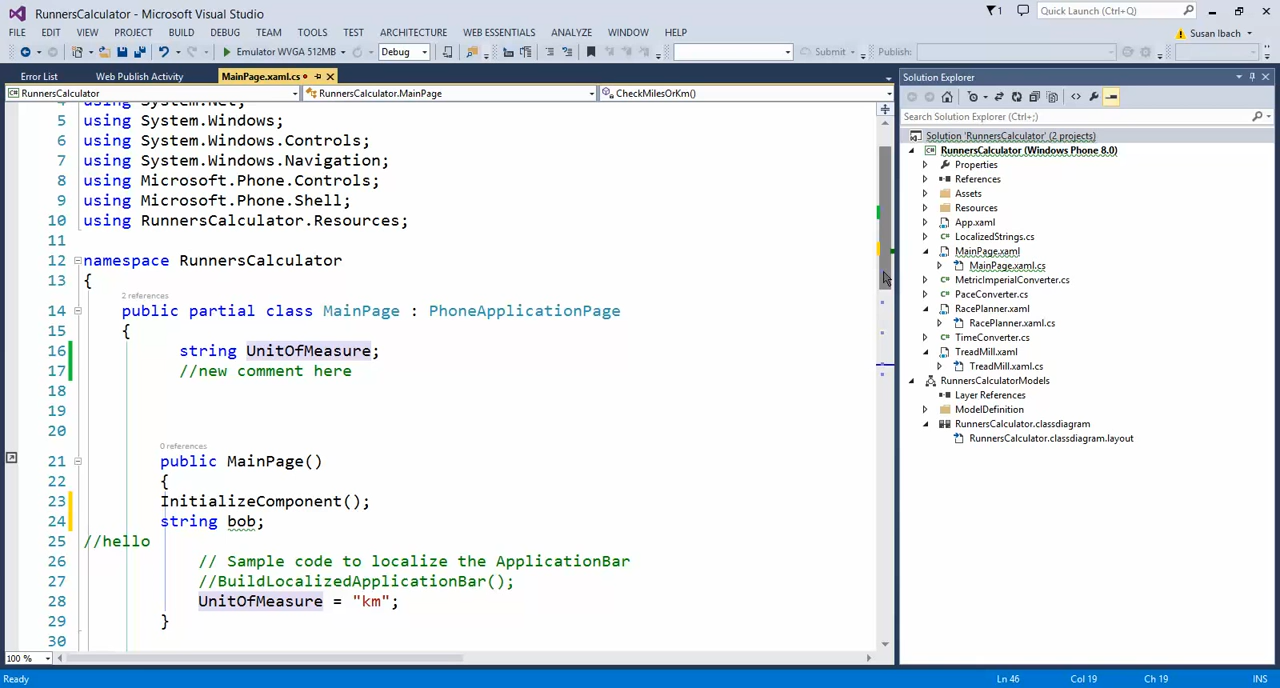 RunnersCalculator - Microsoft Visual Studio
1
Quick Launch (Ctrl+Q)
FILE EDIT VIEW PROJECT BUILD DEBUG TEAM TOOLS TEST ARCHITECTURE WEB ESSENTIALS ANALYZE WINDOW HELP
Susan Ibach
Emulator WVGA 512MB Debug Submit Publish:
Error List Web Publish Activity MainPage.xaml.cs
RunnersCalculator RunnersCalculator.MainPage CheckMilesOrKm()
4 using System.Net;
5 using System.Windows;
6 using System.Windows.Controls;
7 using System.Windows.Navigation;
8 using Microsoft.Phone.Controls;
9 using Microsoft.Phone.Shell;
10 using RunnersCalculator.Resources;
11
12 namespace RunnersCalculator
13 {
2 references
14 public partial class MainPage : PhoneApplicationPage
15 {
16 string UnitOfMeasure;
17 //new comment here
18
19
20
0 references
21 public MainPage()
22 {
23 InitializeComponent();
24 string bob;
25 //hello
26 // Sample code to localize the ApplicationBar
27 //BuildLocalizedApplicationBar();
28 UnitOfMeasure = "km";
29 }
30
100 %
Solution Explorer
Search Solution Explorer (Ctrl+;)
Solution 'RunnersCalculator' (2 projects)
RunnersCalculator (Windows Phone 8.0)
Properties
References
Assets
Resources
App.xaml
LocalizedStrings.cs
MainPage.xaml
MainPage.xaml.cs
MetricImperialConverter.cs
PaceConverter.cs
RacePlanner.xaml
RacePlanner.xaml.cs
TimeConverter.cs
TreadMill.xaml
TreadMill.xaml.cs
RunnersCalculatorModels
Layer References
ModelDefinition
RunnersCalculator.classdiagram
RunnersCalculator.classdiagram.layout
Ready Ln 46 Col 19 Ch 19 INS